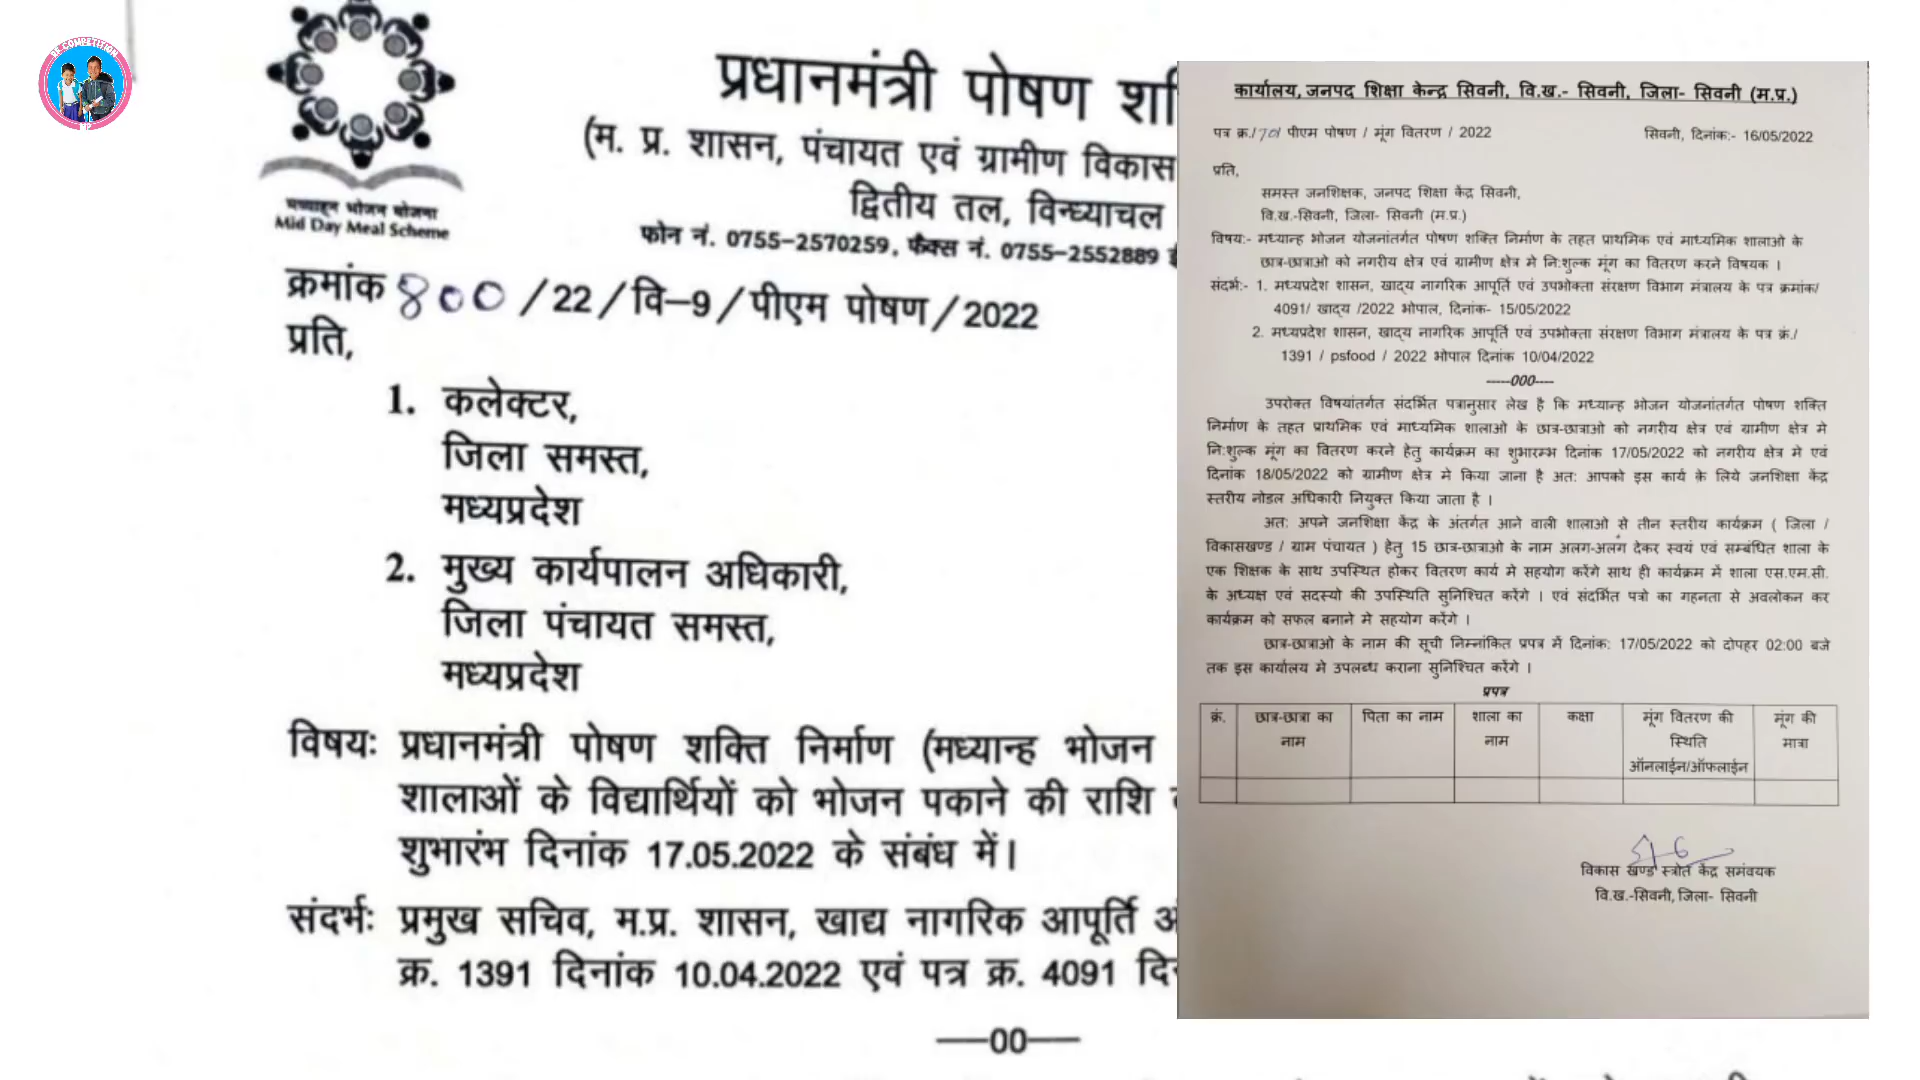 BE COMPETITION
मध्याह्न भोजन योजना
Mid Day Meal Scheme
प्रधानमंत्री पोषण शक्ति
(म. प्र. शासन, पंचायत एवं ग्रामीण विकास
द्वितीय तल, विन्ध्याचल
फोन नं. 0755-2570259, फैक्स नं. 0755-2552889
क्रमांक 800 /22/वि-9/पीएम पोषण/2022
प्रति,
1. कलेक्टर,
जिला समस्त,
मध्यप्रदेश
2. मुख्य कार्यपालन अधिकारी,
जिला पंचायत समस्त,
मध्यप्रदेश
विषयः प्रधानमंत्री पोषण शक्ति निर्माण (मध्यान्ह भोजन
शालाओं के विद्यार्थियों को भोजन पकाने की राशि
शुभारंभ दिनांक 17.05.2022 के संबंध में।
संदर्भः प्रमुख सचिव, म.प्र. शासन, खाद्य नागरिक आपूर्ति
क्र. 1391 दिनांक 10.04.2022 एवं पत्र क्र. 4091
—00—
कार्यालय, जनपद शिक्षा केन्द्र सिवनी, वि.ख.- सिवनी, जिला- सिवनी (म.प्र.)
पत्र क्र./70/ पीएम पोषण / मूंग वितरण / 2022 सिवनी, दिनांक:- 16/05/2022
प्रति,
समस्त जनशिक्षक, जनपद शिक्षा केंद्र सिवनी,
वि.ख.-सिवनी, जिला- सिवनी (म.प्र.)
विषय:- मध्यान्ह भोजन योजनांतर्गत पोषण शक्ति निर्माण के तहत प्राथमिक एवं माध्यमिक शालाओ के
छात्र-छात्राओ को नगरीय क्षेत्र एवं ग्रामीण क्षेत्र मे नि:शुल्क मूंग का वितरण करने विषयक ।
संदर्भ:- 1. मध्यप्रदेश शासन, खाद्य नागरिक आपूर्ति एवं उपभोक्ता संरक्षण विभाग मंत्रालय के पत्र क्रमांक/
4091/ खाद्य /2022 भोपाल, दिनांक- 15/05/2022
2. मध्यप्रदेश शासन, खाद्य नागरिक आपूर्ति एवं उपभोक्ता संरक्षण विभाग मंत्रालय के पत्र क्रं./
1391 / psfood / 2022 भोपाल दिनांक 10/04/2022
-----000----
उपरोक्त विषयांतर्गत संदर्भित पत्रानुसार लेख है कि मध्यान्ह भोजन योजनांतर्गत पोषण शक्ति
निर्माण के तहत प्राथमिक एवं माध्यमिक शालाओ के छात्र-छात्राओ को नगरीय क्षेत्र एवं ग्रामीण क्षेत्र मे
नि:शुल्क मूंग का वितरण करने हेतु कार्यक्रम का शुभारम्भ दिनांक 17/05/2022 को नगरीय क्षेत्र मे एवं
दिनांक 18/05/2022 को ग्रामीण क्षेत्र मे किया जाना है अत: आपको इस कार्य के लिये जनशिक्षा केंद्र
स्तरीय नोडल अधिकारी नियुक्त किया जाता है ।
अत: अपने जनशिक्षा केंद्र के अंतर्गत आने वाली शालाओ से तीन स्तरीय कार्यक्रम ( जिला /
विकासखण्ड / ग्राम पंचायत ) हेतु 15 छात्र-छात्राओ के नाम अलग-अलग देकर स्वयं एवं सम्बंधित शाला के
एक शिक्षक के साथ उपस्थित होकर वितरण कार्य मे सहयोग करेंगे साथ ही कार्यक्रम में शाला एस.एम.सी.
के अध्यक्ष एवं सदस्यो की उपस्थिति सुनिश्चित करेंगे । एवं संदर्भित पत्रो का गहनता से अवलोकन कर
कार्यक्रम को सफल बनाने मे सहयोग करेंगे ।
छात्र-छात्राओ के नाम की सूची निम्नांकित प्रपत्र में दिनांक: 17/05/2022 को दोपहर 02:00 बजे
तक इस कार्यालय मे उपलब्ध कराना सुनिश्चित करेंगे ।
प्रपत्र
क्रं. छात्र-छात्रा का पिता का नाम शाला का कक्षा मूंग वितरण की मूंग की
नाम नाम स्थिति मात्रा
ऑनलाईन/ऑफलाईन
विकास खण्ड स्त्रोत केंद्र समंवयक
वि.ख.-सिवनी, जिला- सिवनी